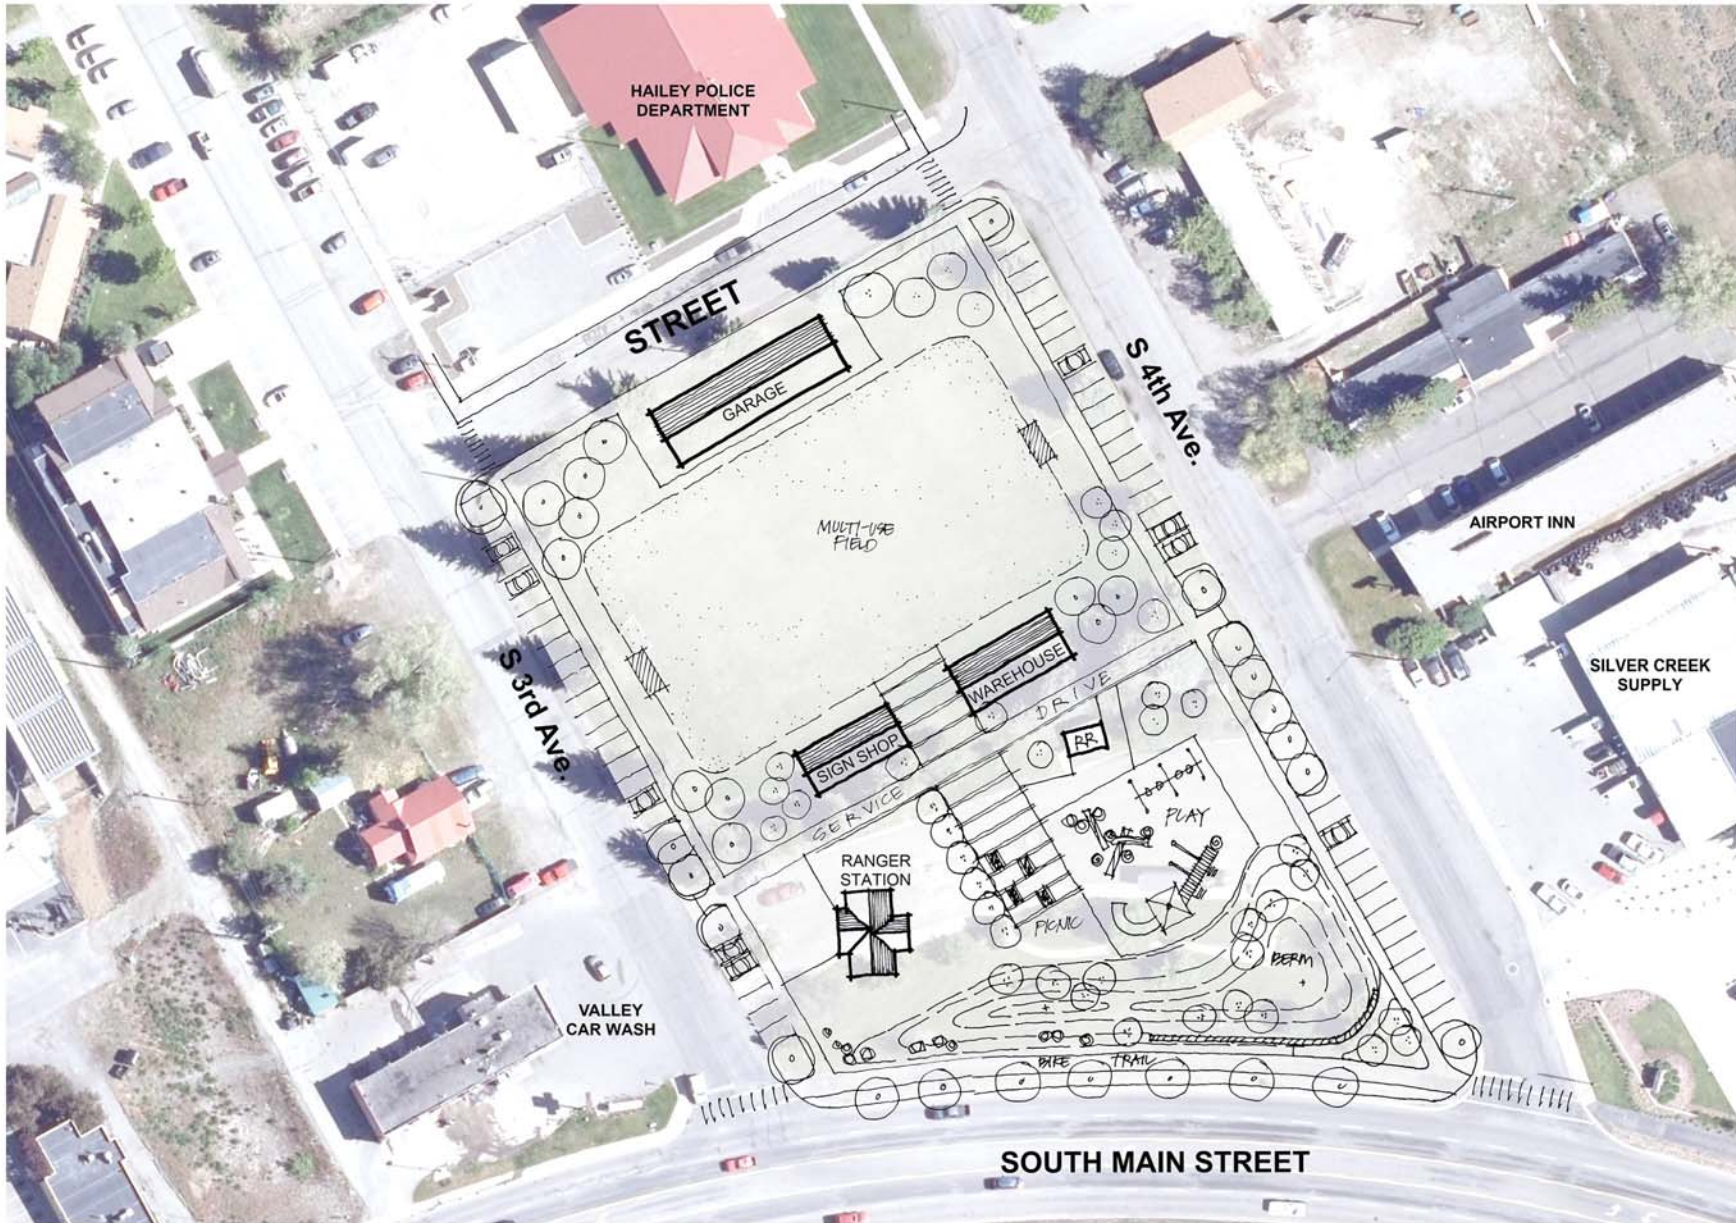 HAILEY POLICE
DEPARTMENT
STREET
GARAGE
S 4th Ave.
MULTI-USE
FIELD
AIRPORT INN
SILVER CREEK
SUPPLY
S 3rd Ave.
WAREHOUSE
SIGN SHOP
SERVICE DRIVE
RR
PLAY
RANGER
STATION
PICNIC
BERM
VALLEY
CAR WASH
BIKE TRAIL
SOUTH MAIN STREET